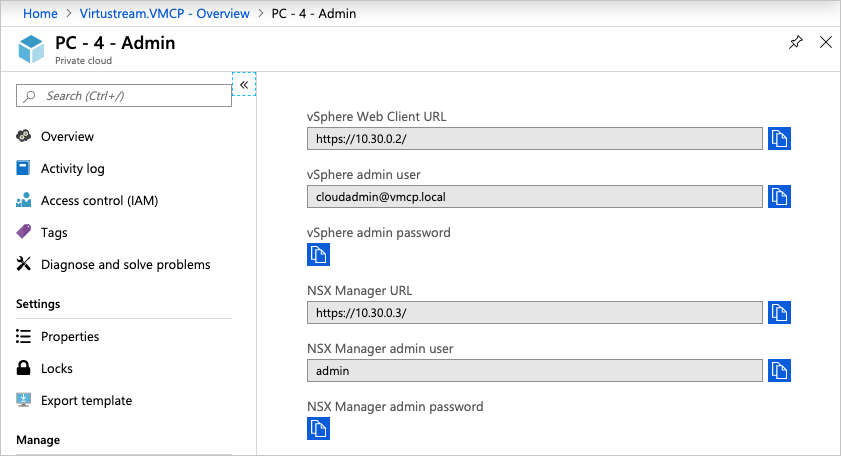 Home > Virtustream.VMCP - Overview > PC - 4 - Admin
PC - 4 - Admin
Private cloud
Search (Ctrl+/)
«
Overview
Activity log
Access control (IAM)
Tags
Diagnose and solve problems
Settings
Properties
Locks
Export template
Manage
vSphere Web Client URL
https://10.30.0.2/
vSphere admin user
cloudadmin@vmcp.local
vSphere admin password
NSX Manager URL
https://10.30.0.3/
NSX Manager admin user
admin
NSX Manager admin password